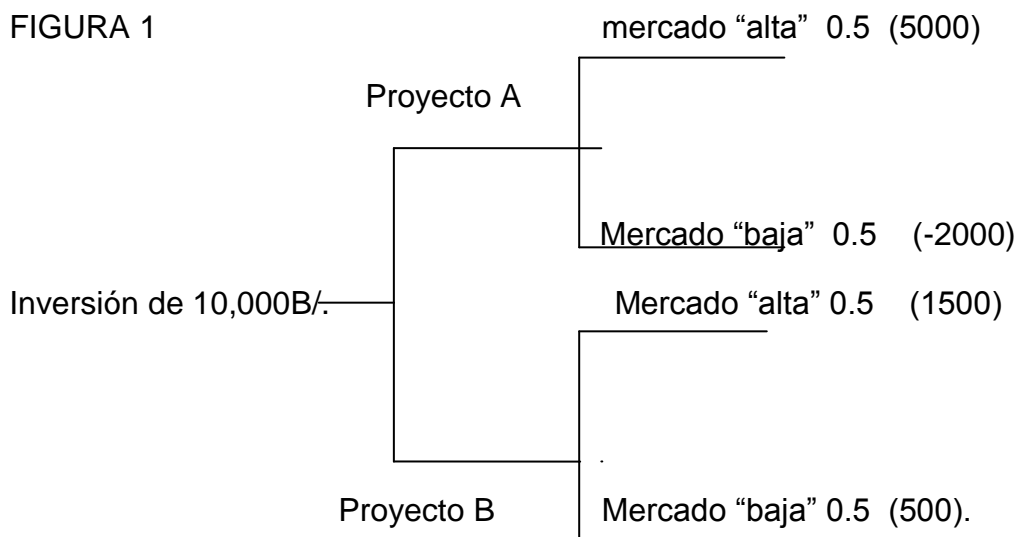 FIGURA 1 mercado “alta” 0.5 (5000)
Proyecto A
Mercado “baja” 0.5 (-2000)
Inversión de 10,000B/. Mercado “alta” 0.5 (1500)
Proyecto B Mercado “baja” 0.5 (500).